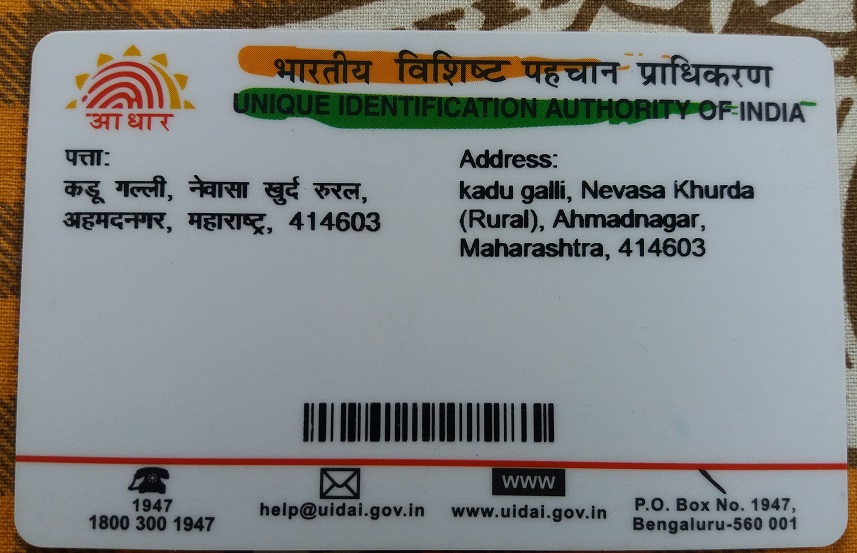 भारतीय विशिष्ट पहचान प्राधिकरण
UNIQUE IDENTIFICATION AUTHORITY OF INDIA
आधार
पत्ता:
कडू गल्ली, नेवासा खुर्द रुरल,
अहमदनगर, महाराष्ट्र, 414603
Address:
kadu galli, Nevasa Khurda
(Rural), Ahmadnagar,
Maharashtra, 414603
1947
1800 300 1947
help@uidai.gov.in
WWW
www.uidai.gov.in
P.O. Box No. 1947,
Bengaluru-560 001